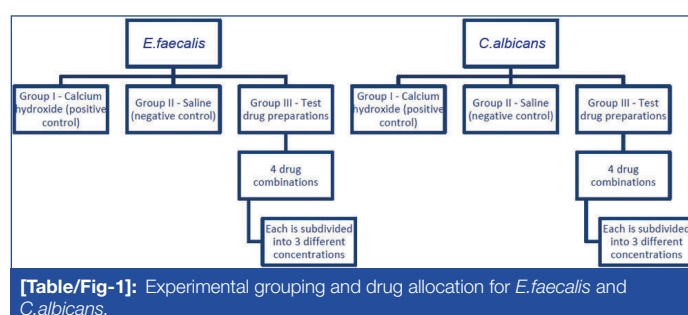 E.faecalis
Group I - Calcium
hydroxide (positive
control)
Group II - Saline
(negative control)
Group III - Test
drug preparations
4 drug
combinations
Each is subdivided
into 3 different
concentrations
C.albicans
Group I - Calcium
hydroxide (positive
control)
Group II - Saline
(negative control)
Group III - Test
drug preparations
4 drug
combinations
Each is subdivided
into 3 different
concentrations
[Table/Fig-1]: Experimental grouping and drug allocation for E.faecalis and
C.albicans.